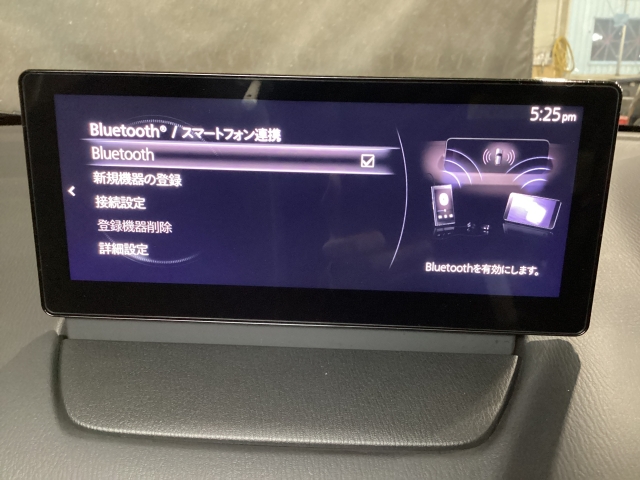 5:25pm
Bluetooth® / スマートフォン連携
Bluetooth
新規機器の登録
接続設定
登録機器削除
詳細設定
Bluetoothを有効にします。